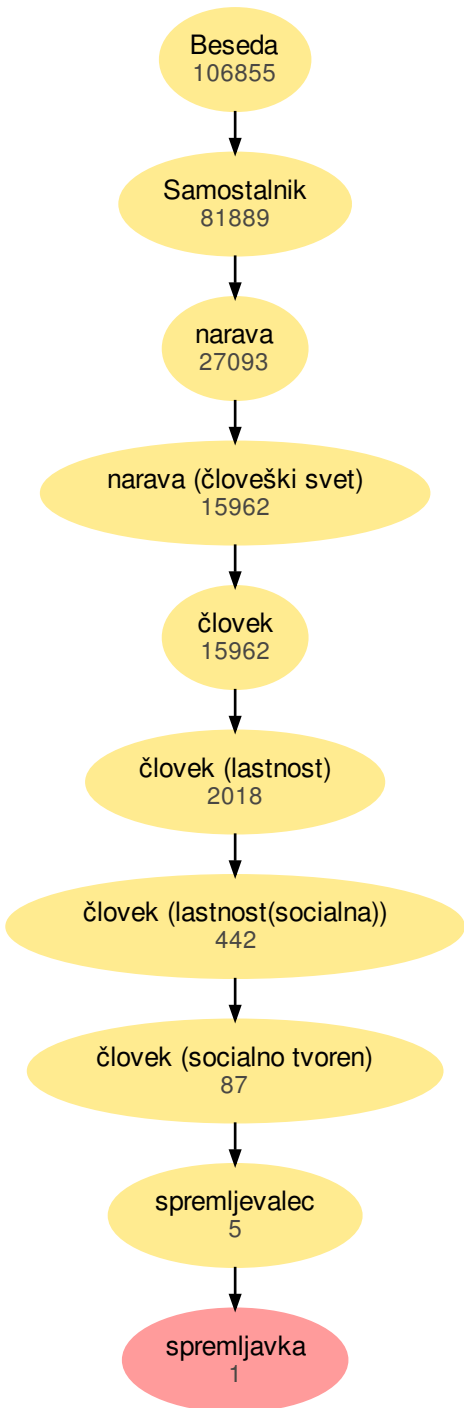 Beseda
106855
Samostalnik
81889
narava
27093
narava (človeški svet)
15962
človek
15962
človek (lastnost)
2018
človek (lastnost(socialna))
442
človek (socialno tvoren)
87
spremljevalec
5
spremljavka
1